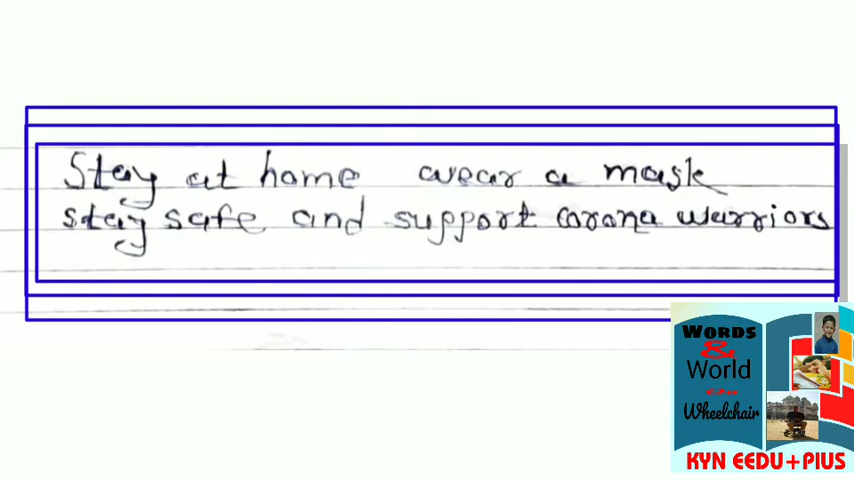 Stay at home wear a mask
stay safe and support corona warriors
WORDS
&
World
On
Wheelchair
KYN EEDU+PIUS